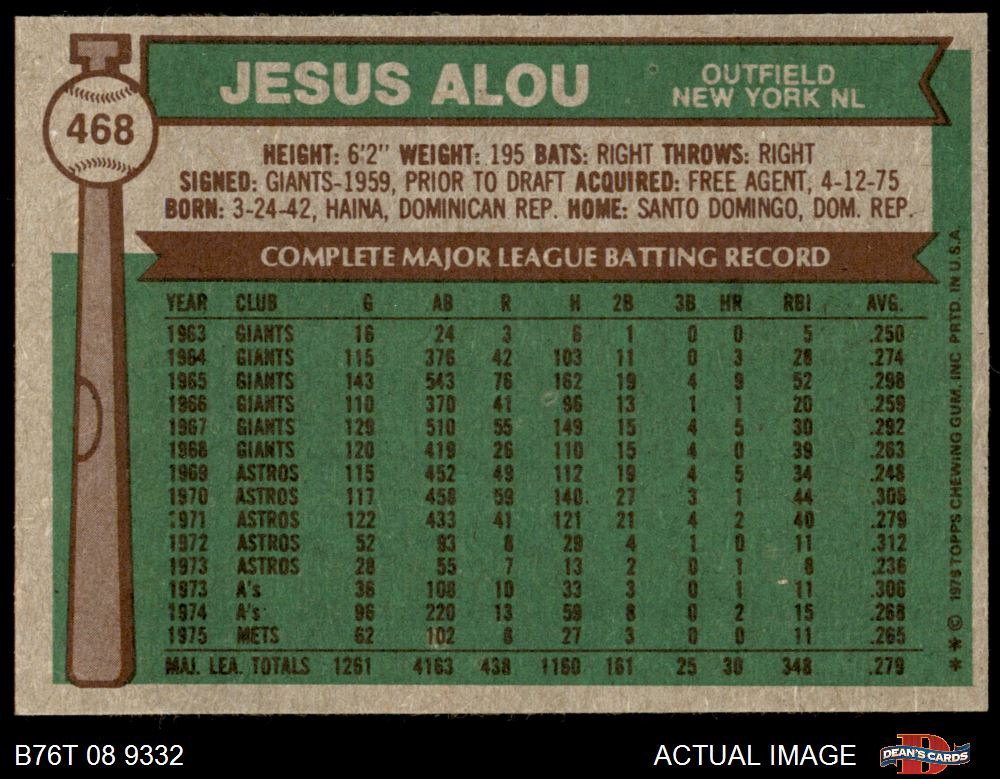 468
JESUS ALOU
OUTFIELD
NEW YORK NL
HEIGHT: 6'2" WEIGHT: 195 BATS: RIGHT THROWS: RIGHT
SIGNED: GIANTS-1959, PRIOR TO DRAFT ACQUIRED: FREE AGENT, 4-12-75
BORN: 3-24-42, HAINA, DOMINICAN REP. HOME: SANTO DOMINGO, DOM. REP.
COMPLETE MAJOR LEAGUE BATTING RECORD
YEAR CLUB G AB R H 2B 3B HR RBI AVG.
1963 GIANTS 16 24 3 6 1 0 0 5 .250
1964 GIANTS 115 376 42 103 11 0 3 28 .274
1965 GIANTS 143 543 76 162 19 4 9 52 .298
1966 GIANTS 110 370 41 96 13 1 1 20 .259
1967 GIANTS 129 510 55 149 15 4 5 30 .292
1968 GIANTS 120 419 26 110 15 4 0 39 .263
1969 ASTROS 115 452 49 112 19 4 5 34 .248
1970 ASTROS 117 458 59 140 27 3 1 44 .306
1971 ASTROS 122 433 41 121 21 4 2 40 .279
1972 ASTROS 52 93 8 29 4 1 0 11 .312
1973 ASTROS 28 55 7 13 2 0 1 8 .236
1973 A's 36 108 10 33 3 0 1 11 .306
1974 A's 96 220 13 59 8 0 2 15 .268
1975 METS 62 102 8 27 3 0 0 11 .265
MAJ. LEA. TOTALS 1261 4163 438 1160 161 25 30 348 .279
* * © 1976 TOPPS CHEWING GUM, INC PRTD. IN U.S.A.
B76T 08 9332
ACTUAL IMAGE
DEAN'S CARDS